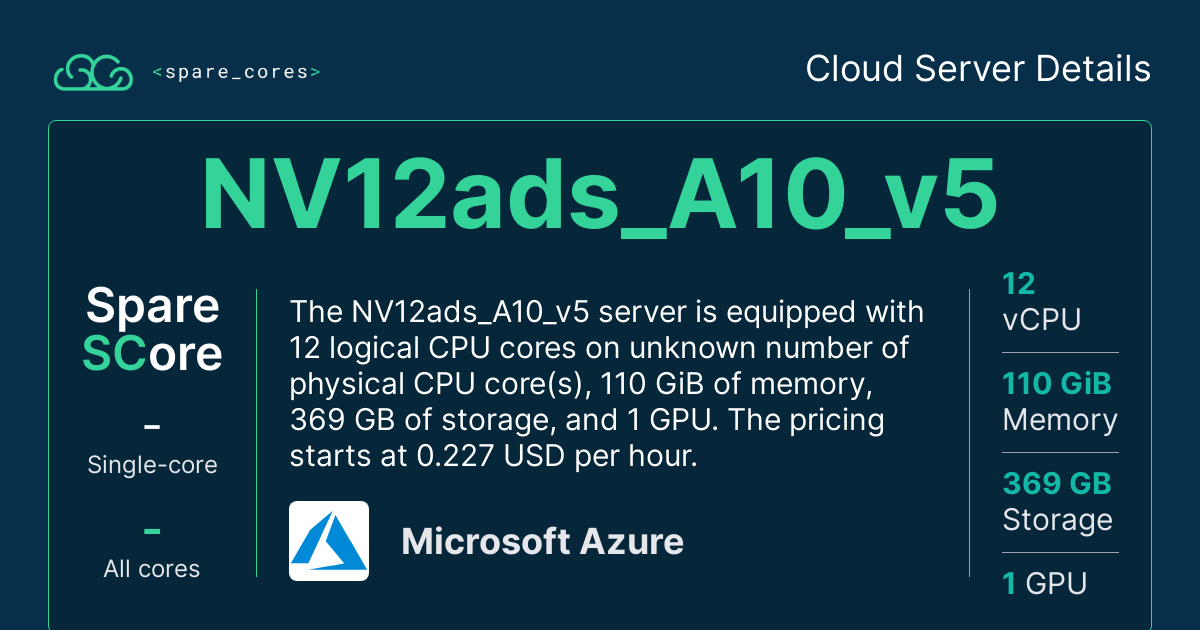 <spare_cores>
Cloud Server Details
NV12ads_A10_v5
Spare
SCore
–
Single-core
–
All cores
The NV12ads_A10_v5 server is equipped with
12 logical CPU cores on unknown number of
physical CPU core(s), 110 GiB of memory,
369 GB of storage, and 1 GPU. The pricing
starts at 0.227 USD per hour.
Microsoft Azure
12
vCPU
110 GiB
Memory
369 GB
Storage
1 GPU